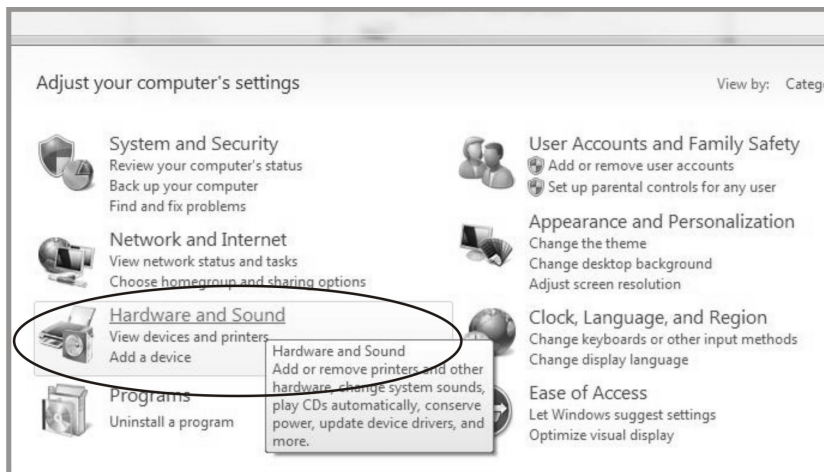 Adjust your computer's settings
View by: Catego
System and Security
Review your computer's status
Back up your computer
Find and fix problems
Network and Internet
View network status and tasks
Choose homegroup and sharing options
Hardware and Sound
View devices and printers
Add a device
Hardware and Sound
Add or remove printers and other
hardware, change system sounds,
play CDs automatically, conserve
power, update device drivers, and
more.
Programs
Uninstall a program
User Accounts and Family Safety
Add or remove user accounts
Set up parental controls for any user
Appearance and Personalization
Change the theme
Change desktop background
Adjust screen resolution
Clock, Language, and Region
Change keyboards or other input methods
Change display language
Ease of Access
Let Windows suggest settings
Optimize visual display